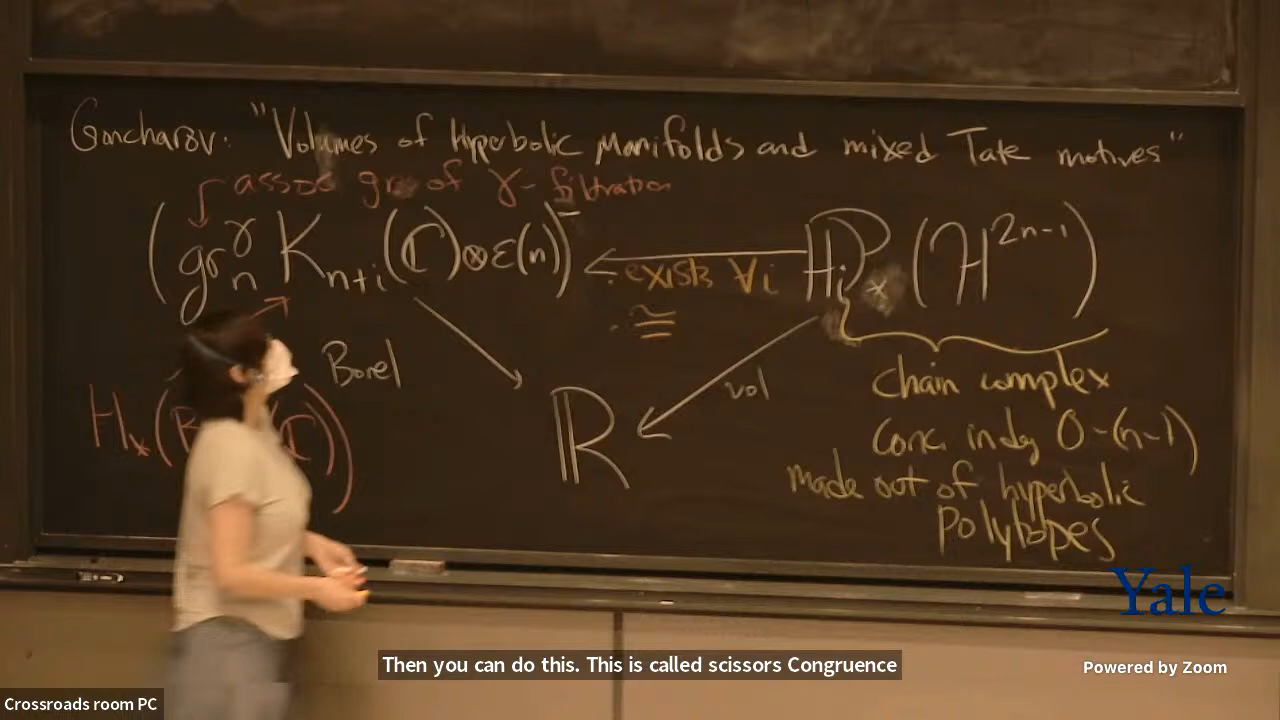 Goncharov: "Volumes of Hyperbolic Manifolds and mixed Tate motives"
assoc gr of γ-filtration
(gr_n^γ K_{n+i}(ℂ)⊗ε(n))^- ← H_i P_*(H^{2n-1})
exists ∀i
≅
Borel
vol
chain complex
H_*(
ℂ))
ℝ
conc in deg 0-(n-1)
made out of hyperbolic
polytopes
Yale
Then you can do this. This is called scissors Congruence
Powered by Zoom
Crossroads room PC